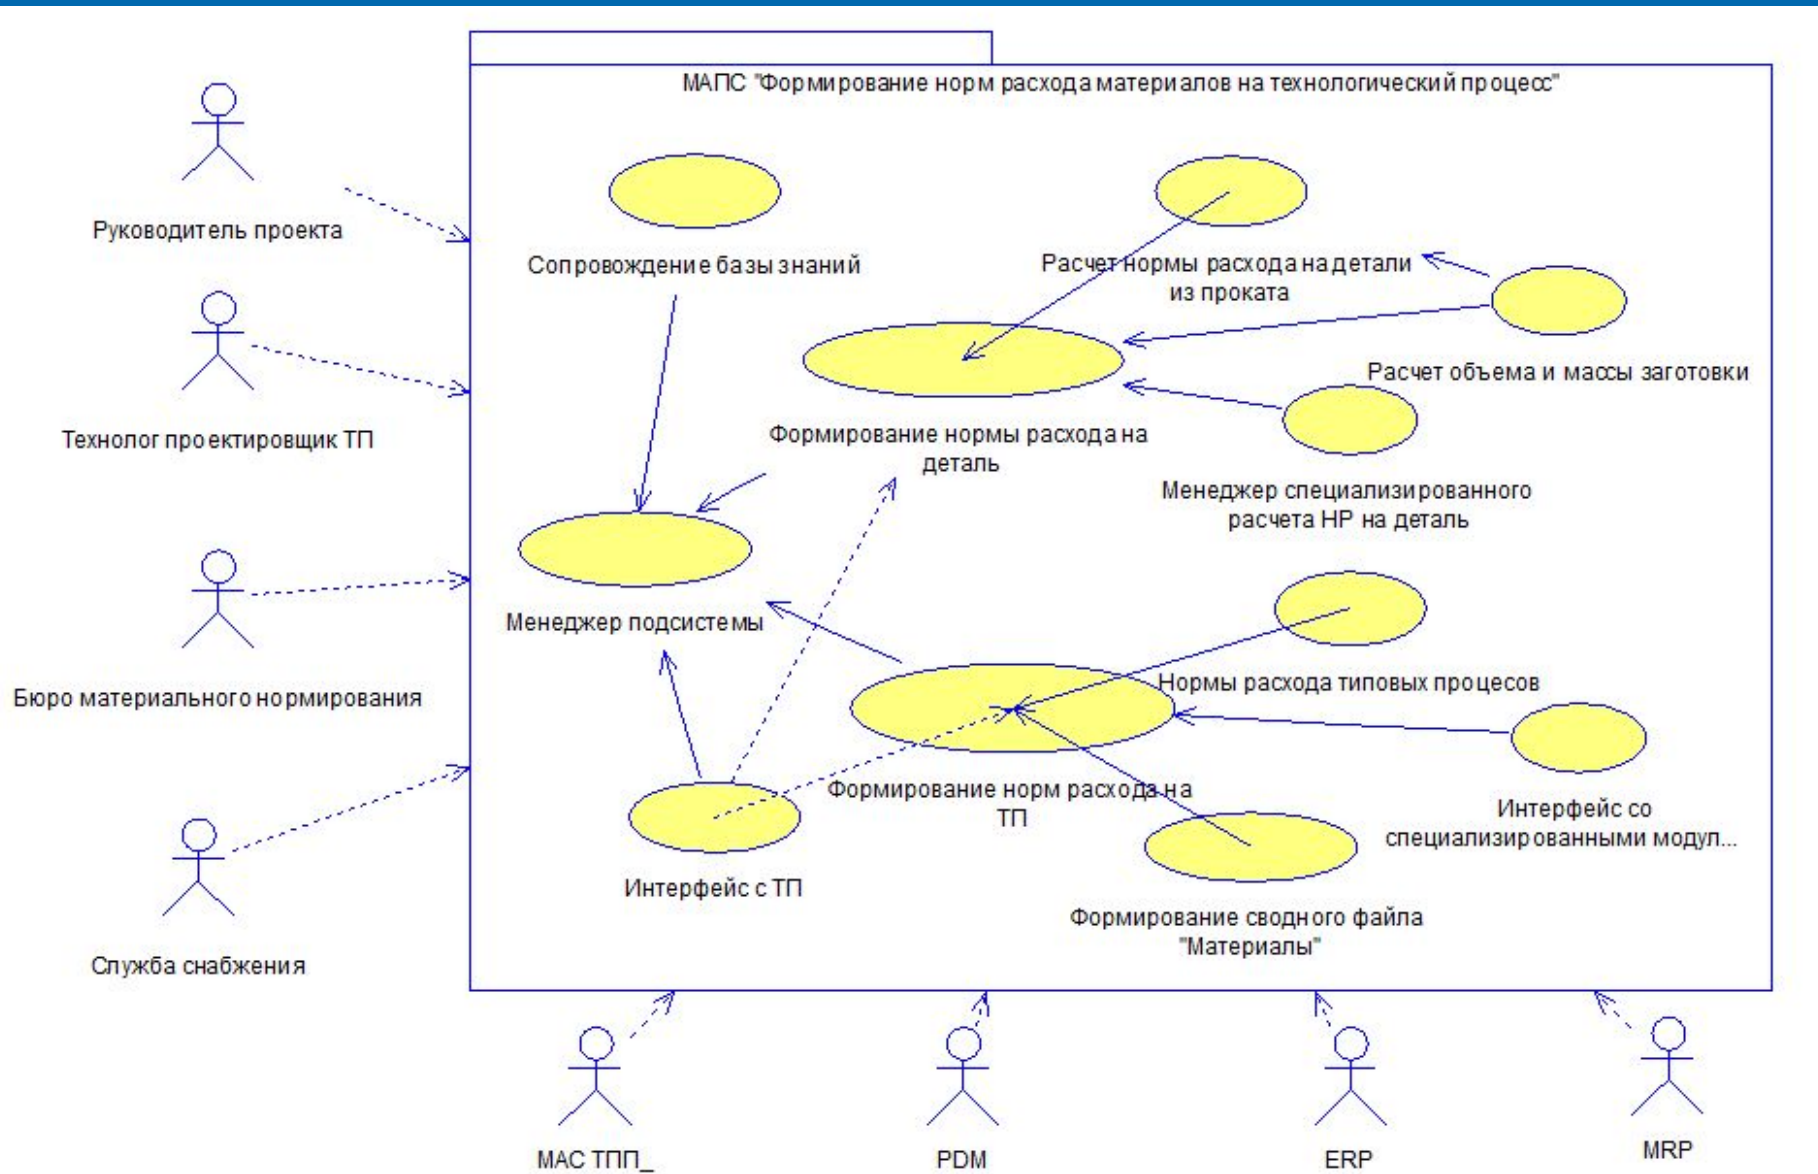 МАПС "Формирование норм расхода материалов на технологический процесс"
Руководитель проекта
Сопровождение базы знаний
Расчет нормы расхода на детали
из проката
Расчет объема и массы заготовки
Технолог проектировщик ТП
Формирование нормы расхода на
деталь
Менеджер специализированного
расчета НР на деталь
Менеджер подсистемы
Бюро материального нормирования
Нормы расхода типовых процесов
Формирование норм расхода на
ТП
Интерфейс со
специализированными модул...
Интерфейс с ТП
Формирование сводного файла
"Материалы"
Служба снабжения
МАС ТПП_
PDM
ERP
MRP